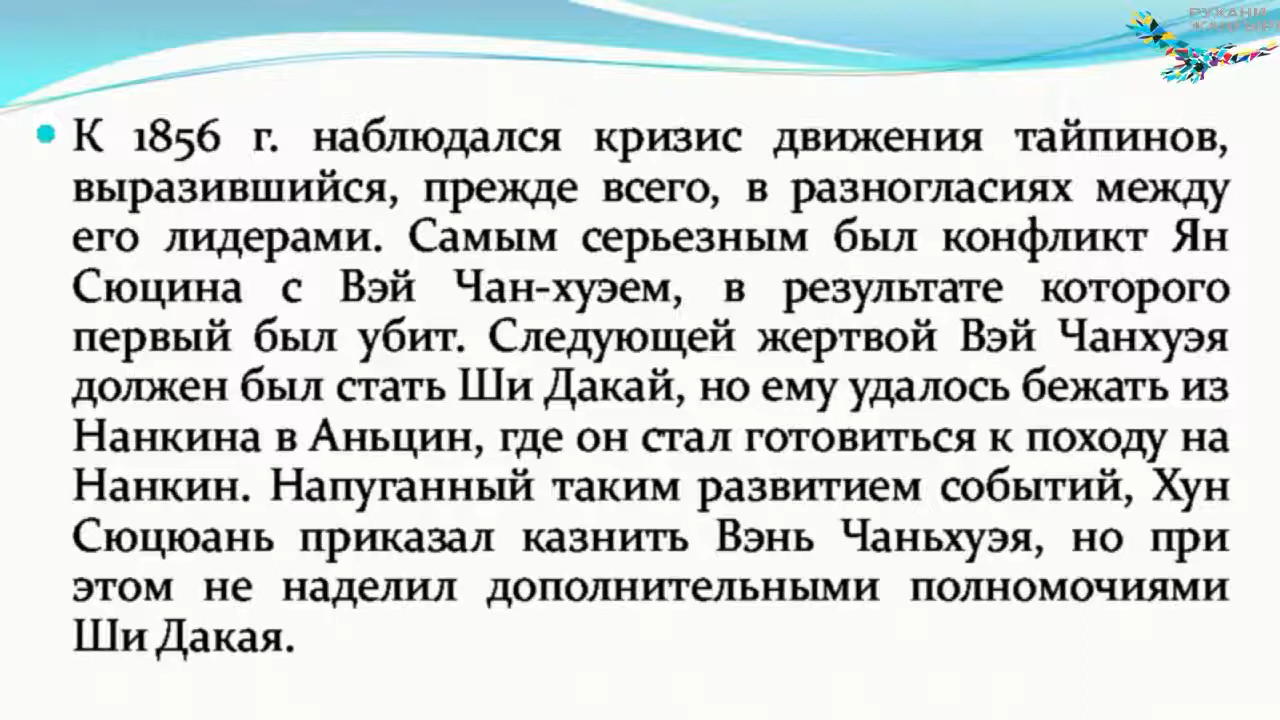 РУХАНИ
ЖАҢҒЫРУ
К 1856 г. наблюдался кризис движения тайпинов,
выразившийся, прежде всего, в разногласиях между
его лидерами. Самым серьезным был конфликт Ян
Сюцина с Вэй Чан-хуэем, в результате которого
первый был убит. Следующей жертвой Вэй Чанхуэя
должен был стать Ши Дакай, но ему удалось бежать из
Нанкина в Аньцин, где он стал готовиться к походу на
Нанкин. Напуганный таким развитием событий, Хун
Сюцюань приказал казнить Вэнь Чаньхуэя, но при
этом не наделил дополнительными полномочиями
Ши Дакая.